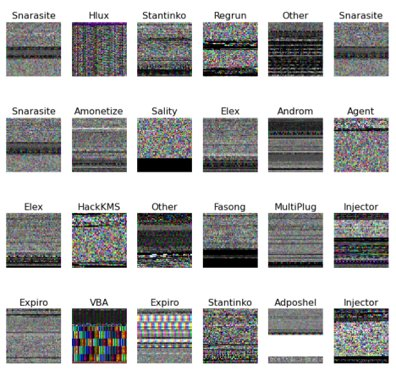 Snarasite Hlux Stantinko Regrun Other Snarasite
Snarasite Amonetize Sality Elex Androm Agent
Elex HackKMS Other Fasong MultiPlug Injector
Expiro VBA Expiro Stantinko Adposhel Injector